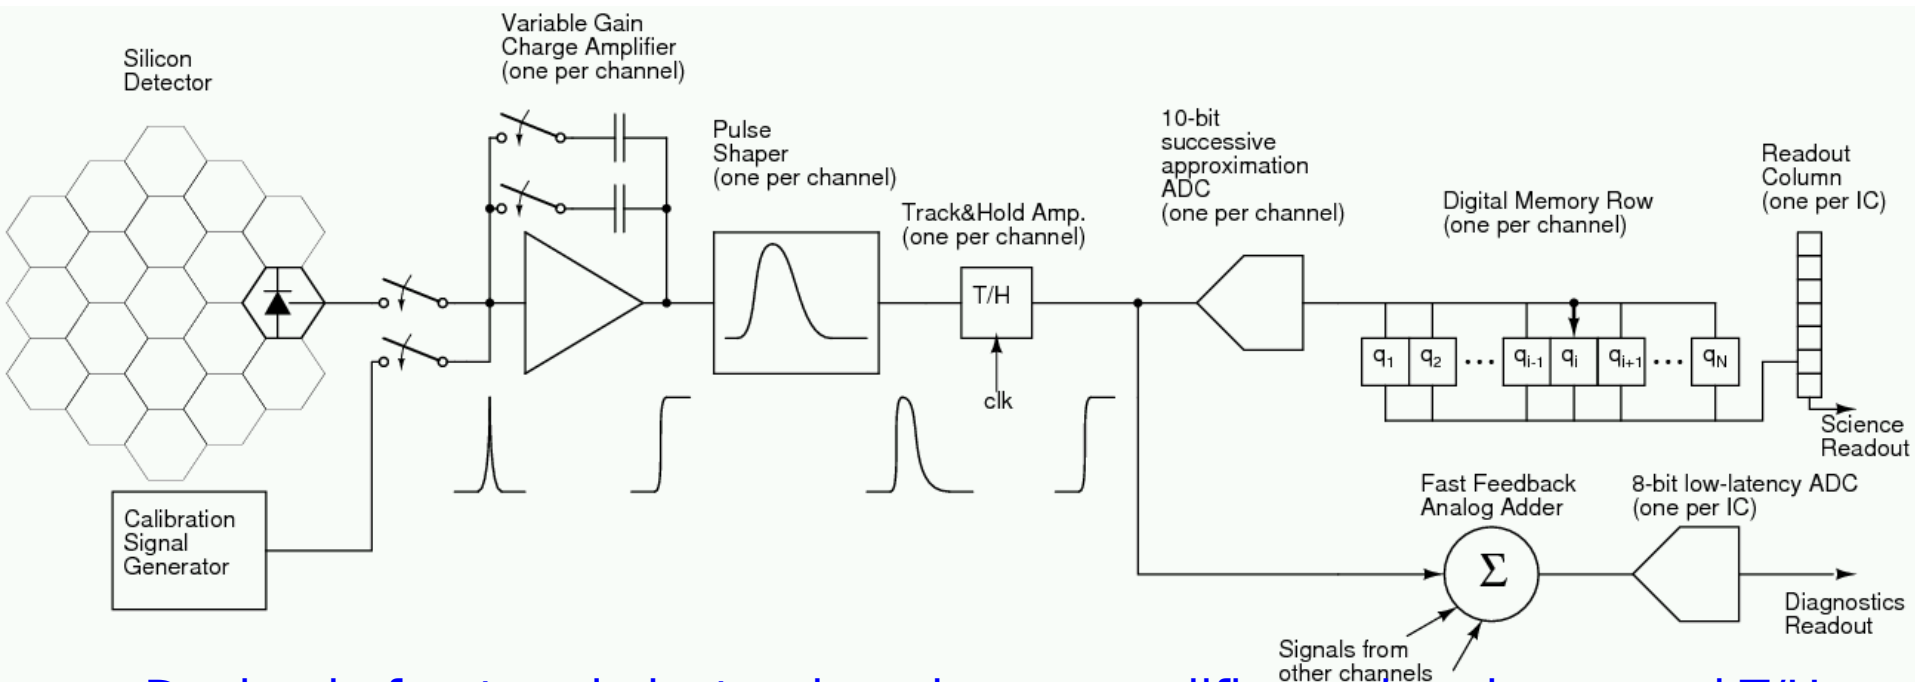 Silicon
Detector
Variable Gain
Charge Amplifier
(one per channel)
Pulse
Shaper
(one per channel)
Track&Hold Amp.
(one per channel)
T/H
clk
10-bit
successive
approximation
ADC
(one per channel)
Digital Memory Row
(one per channel)
q1 q2 ... qi-1 qi qi+1 ... qN
Readout
Column
(one per IC)
Science
Readout
Calibration
Signal
Generator
Fast Feedback
Analog Adder
Σ
Signals from
other channels
8-bit low-latency ADC
(one per IC)
Diagnostics
Readout